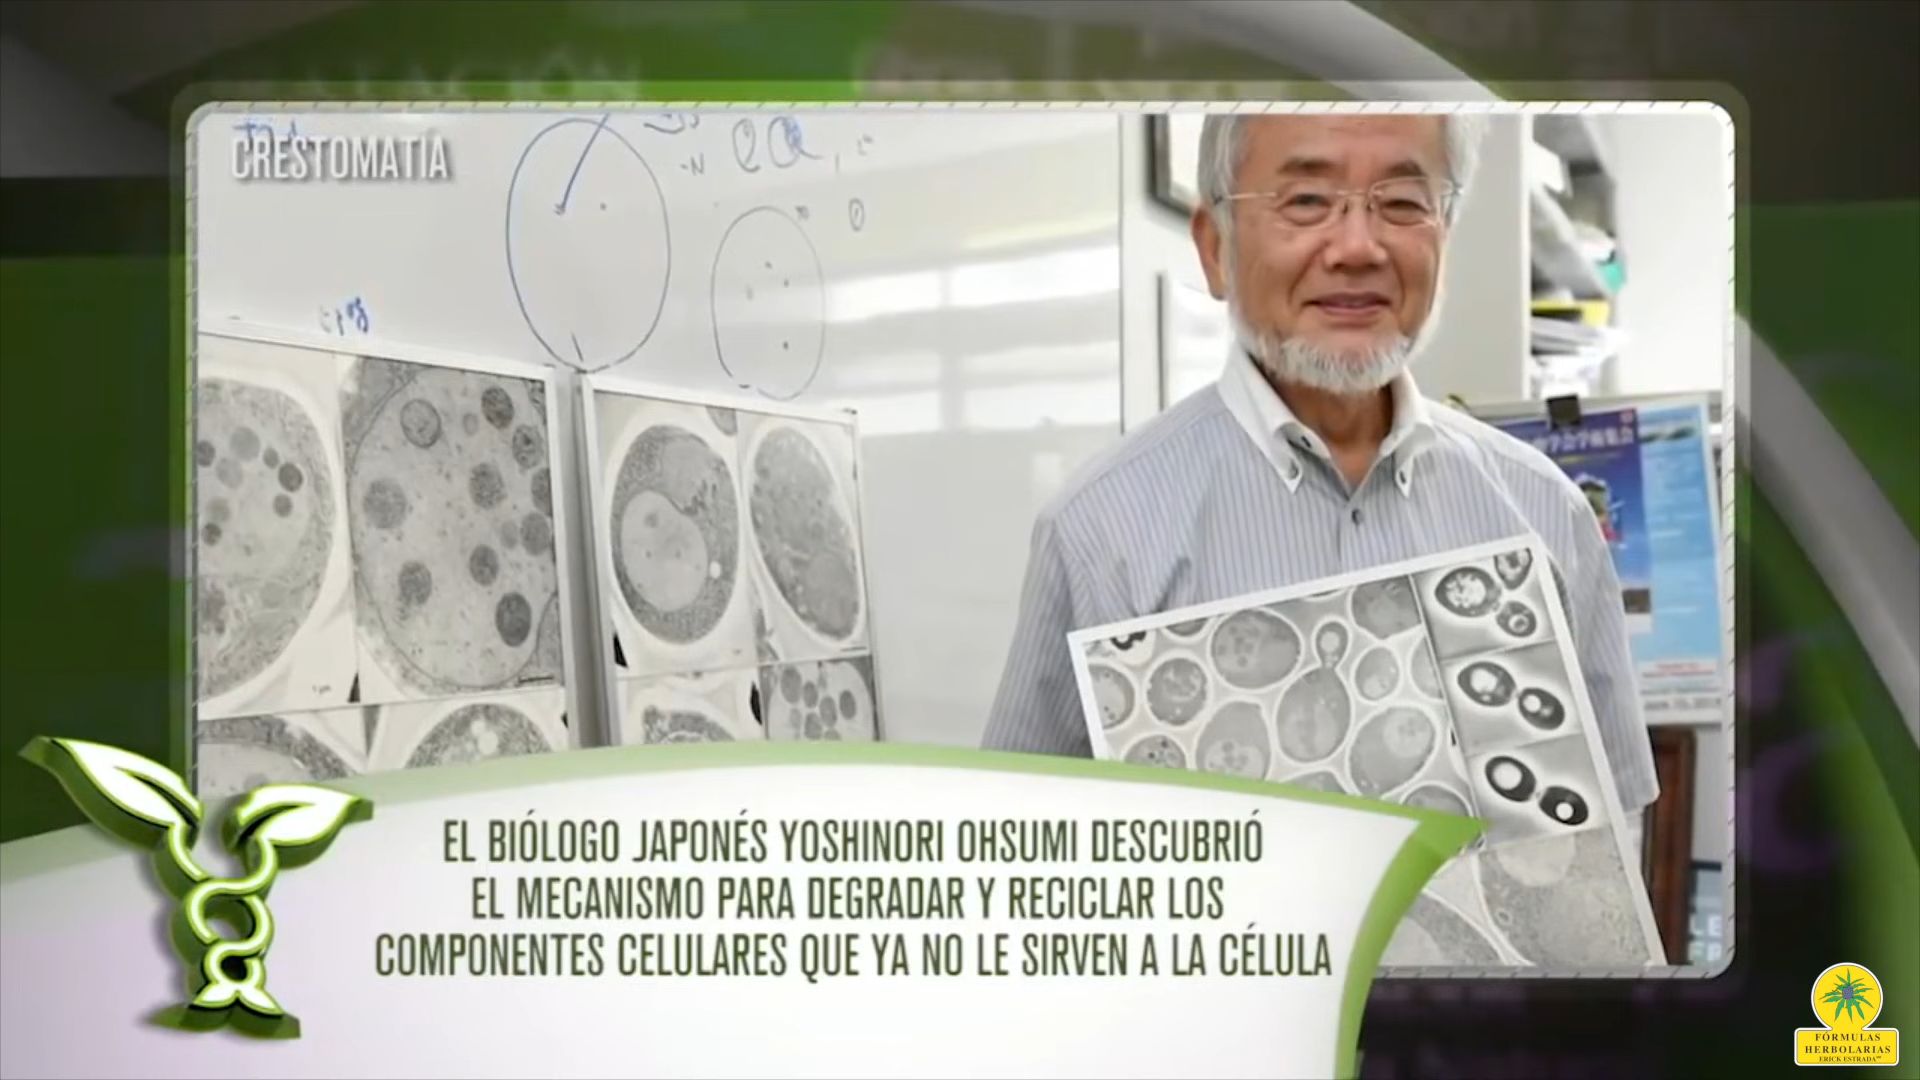 CRESTOMATÍA
EL BIÓLOGO JAPONÉS YOSHINORI OHSUMI DESCUBRIÓ
EL MECANISMO PARA DEGRADAR Y RECICLAR LOS
COMPONENTES CELULARES QUE YA NO LE SIRVEN A LA CÉLULA
FÓRMULAS
HERBOLARIAS
ERICK ESTRADA